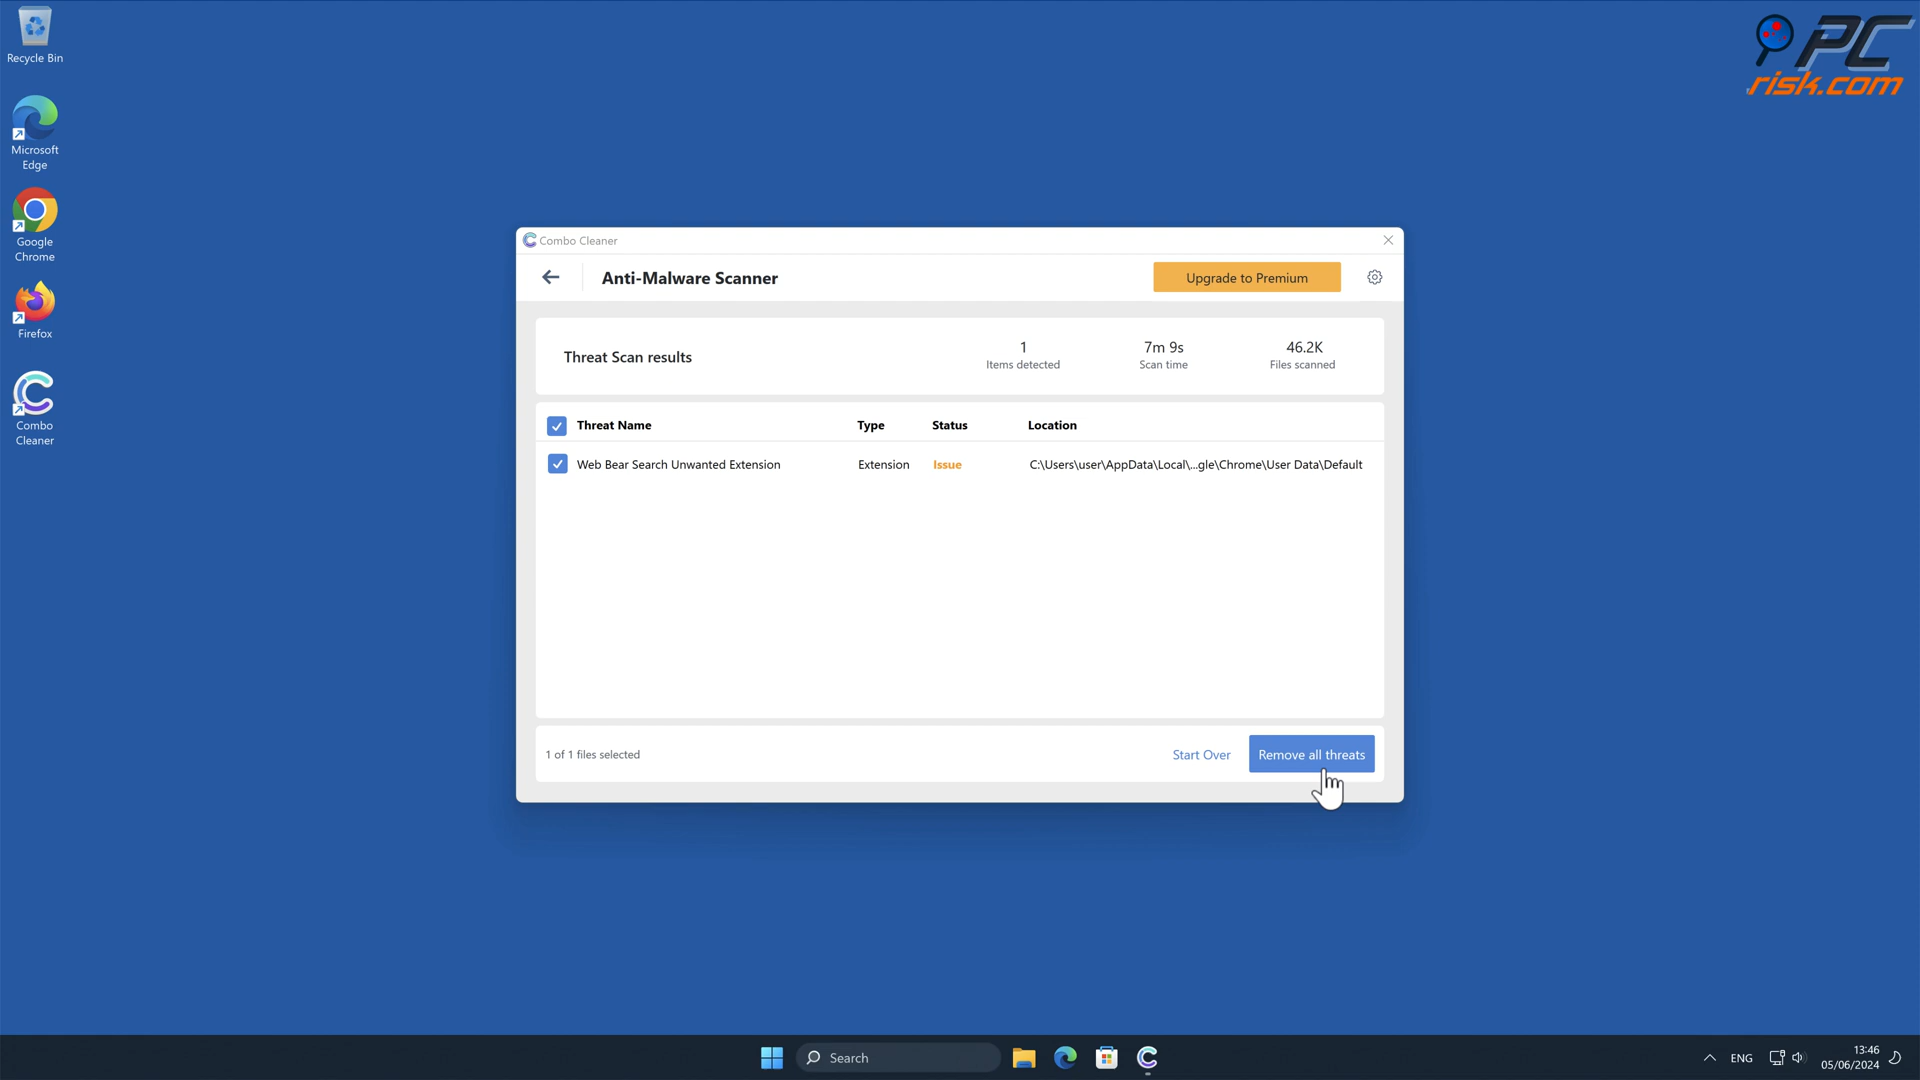 Recycle Bin
Microsoft
Edge
Google
Chrome
Firefox
Combo
Cleaner
PC
risk.com
Combo Cleaner
Anti-Malware Scanner
Upgrade to Premium
Threat Scan results
1
Items detected
7m 9s
Scan time
46.2K
Files scanned
Threat Name Type Status Location
Web Bear Search Unwanted Extension Extension Issue C:\Users\user\AppData\Local\...gle\Chrome\User Data\Default
1 of 1 files selected
Start Over
Remove all threats
Search
ENG
13:46
05/06/2024